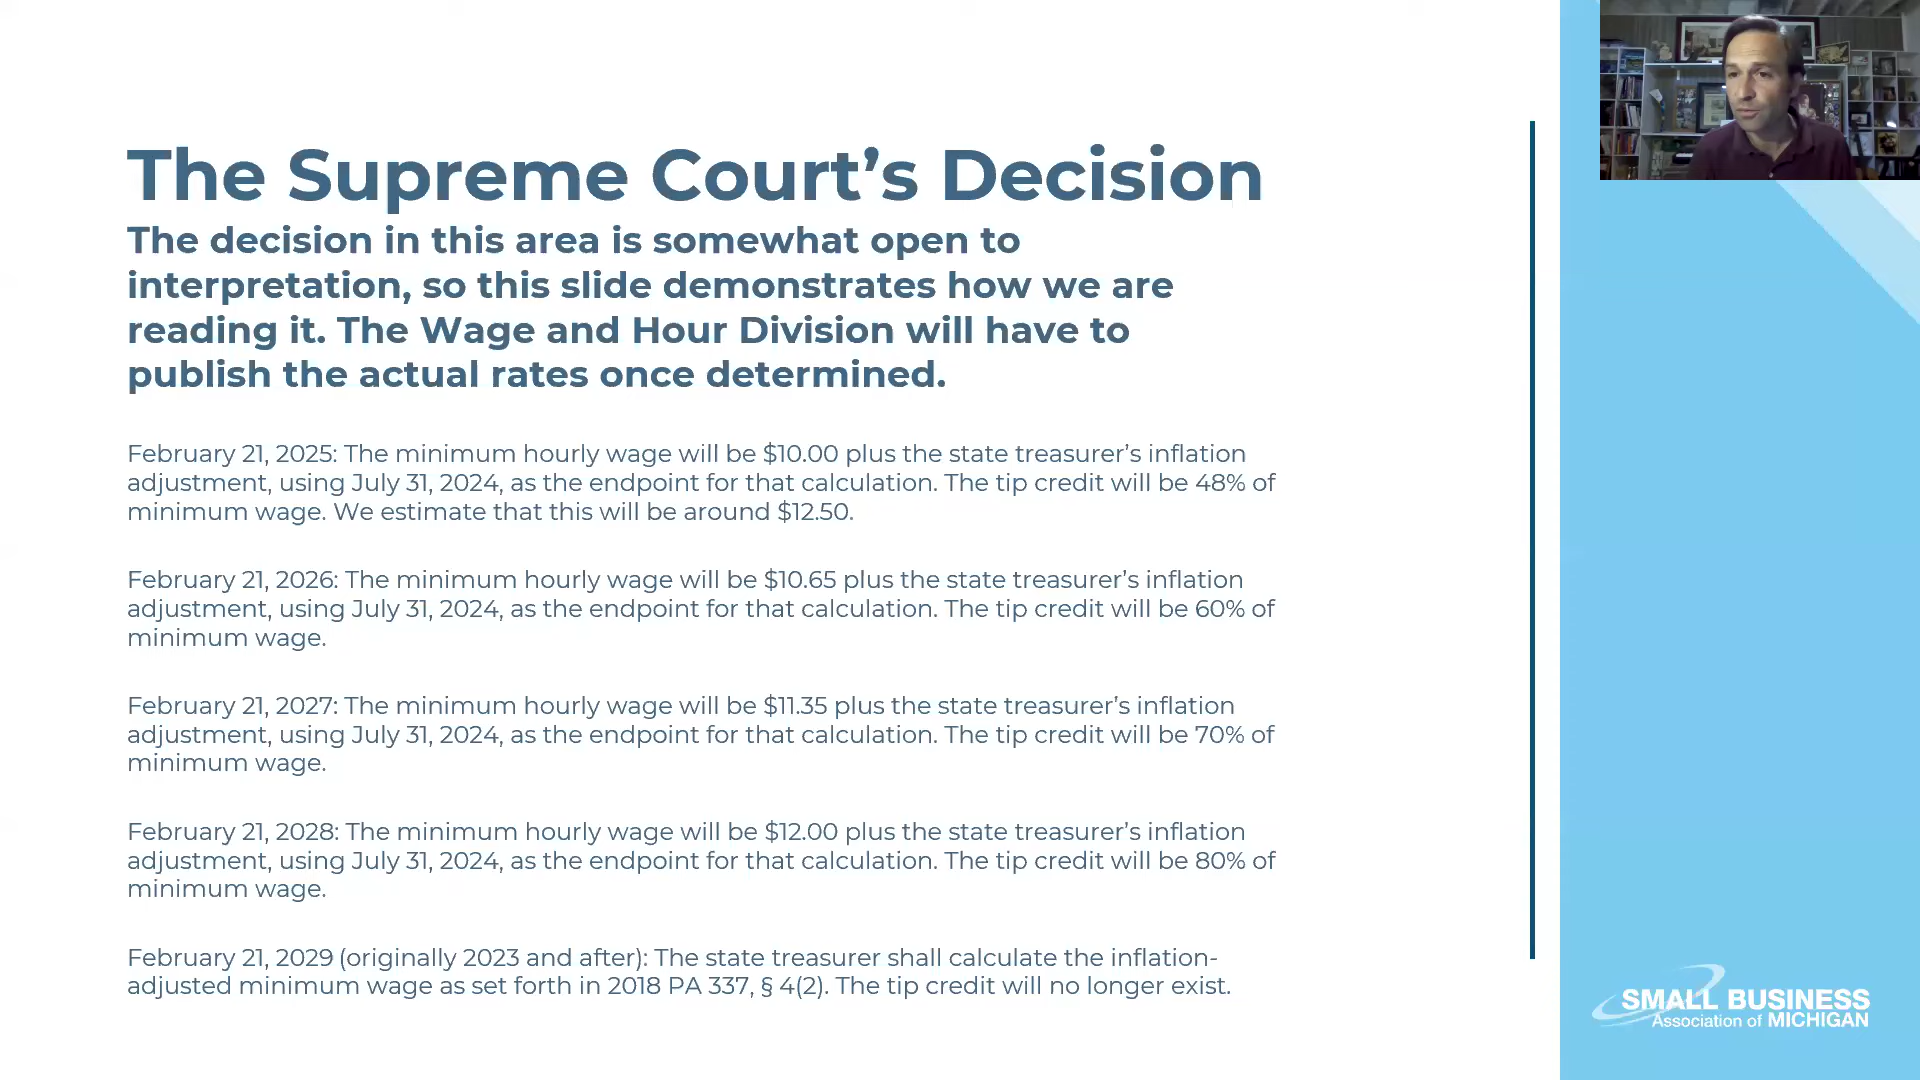 The Supreme Court’s Decision
The decision in this area is somewhat open to
interpretation, so this slide demonstrates how we are
reading it. The Wage and Hour Division will have to
publish the actual rates once determined.
February 21, 2025: The minimum hourly wage will be $10.00 plus the state treasurer’s inflation
adjustment, using July 31, 2024, as the endpoint for that calculation. The tip credit will be 48% of
minimum wage. We estimate that this will be around $12.50.
February 21, 2026: The minimum hourly wage will be $10.65 plus the state treasurer’s inflation
adjustment, using July 31, 2024, as the endpoint for that calculation. The tip credit will be 60% of
minimum wage.
February 21, 2027: The minimum hourly wage will be $11.35 plus the state treasurer’s inflation
adjustment, using July 31, 2024, as the endpoint for that calculation. The tip credit will be 70% of
minimum wage.
February 21, 2028: The minimum hourly wage will be $12.00 plus the state treasurer’s inflation
adjustment, using July 31, 2024, as the endpoint for that calculation. The tip credit will be 80% of
minimum wage.
February 21, 2029 (originally 2023 and after): The state treasurer shall calculate the inflation-
adjusted minimum wage as set forth in 2018 PA 337, § 4(2). The tip credit will no longer exist.
SMALL BUSINESS
Association of MICHIGAN